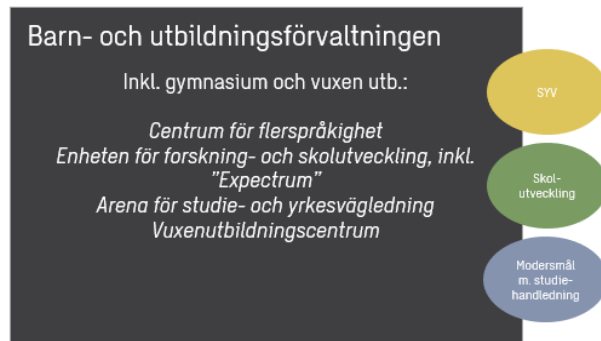 Barn- och utbildningsförvaltningen
Inkl. gymnasium och vuxen utb.:
Centrum för flerspråkighet
Enheten för forskning- och skolutveckling, inkl.
”Expectrum”
Arena för studie- och yrkesvägledning
Vuxenutbildningscentrum
SYV
Skol-
utveckling
Modersmål
m. studie-
handledning